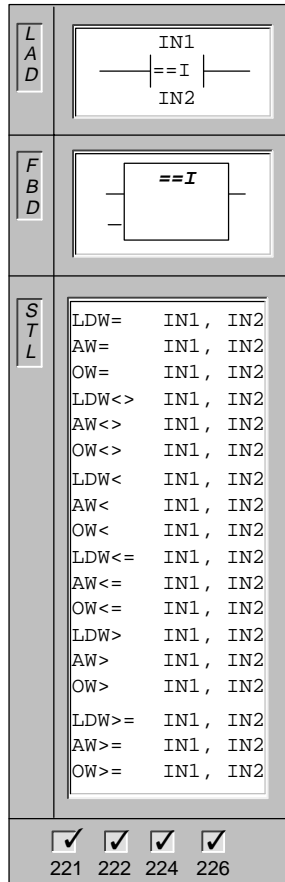 LAD
IN1
==I
IN2
FBD
==I
STL
LDW= IN1, IN2
AW= IN1, IN2
OW= IN1, IN2
LDW<> IN1, IN2
AW<> IN1, IN2
OW<> IN1, IN2
LDW< IN1, IN2
AW< IN1, IN2
OW< IN1, IN2
LDW<= IN1, IN2
AW<= IN1, IN2
OW<= IN1, IN2
LDW> IN1, IN2
AW> IN1, IN2
OW> IN1, IN2
LDW>= IN1, IN2
AW>= IN1, IN2
OW>= IN1, IN2
221 222 224 226